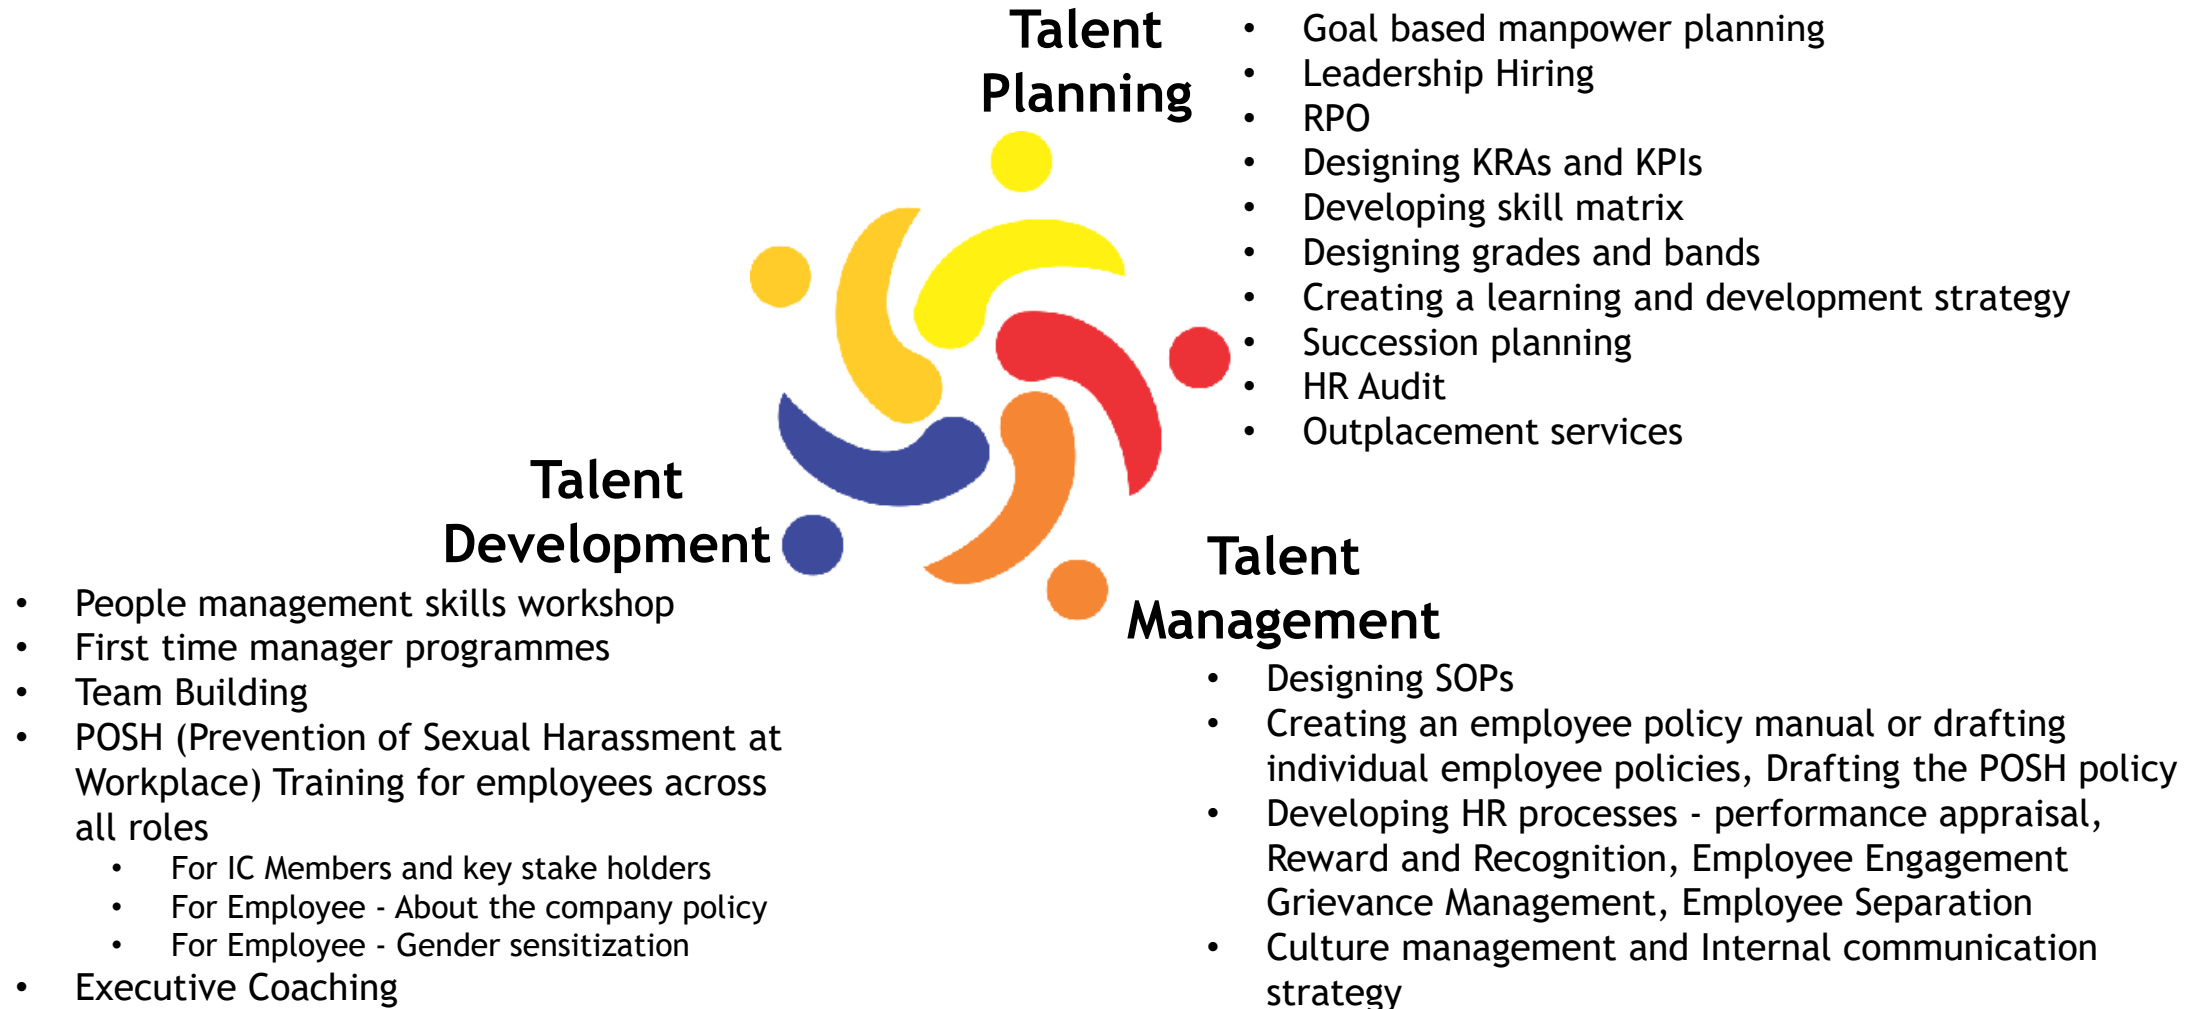 Talent
Planning
• Goal based manpower planning
• Leadership Hiring
• RPO
• Designing KRAs and KPIs
• Developing skill matrix
• Designing grades and bands
• Creating a learning and development strategy
• Succession planning
• HR Audit
• Outplacement services
Talent
Development
• People management skills workshop
• First time manager programmes
• Team Building
• POSH (Prevention of Sexual Harassment at
Workplace) Training for employees across
all roles
• For IC Members and key stake holders
• For Employee - About the company policy
• For Employee - Gender sensitization
• Executive Coaching
Talent
Management
• Designing SOPs
• Creating an employee policy manual or drafting
individual employee policies, Drafting the POSH policy
• Developing HR processes - performance appraisal,
Reward and Recognition, Employee Engagement
Grievance Management, Employee Separation
• Culture management and Internal communication
strategy